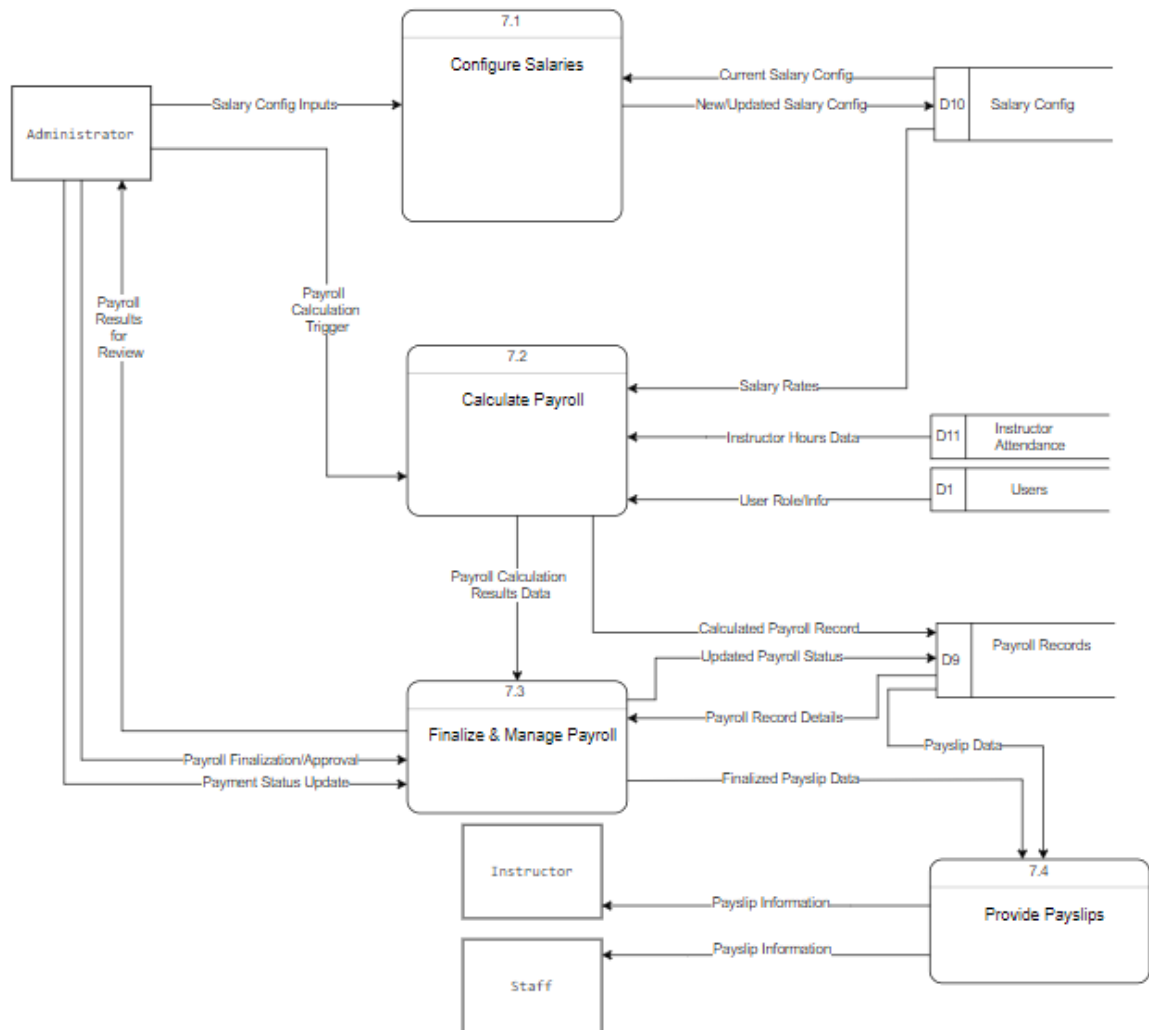 7.1
Configure Salaries
Current Salary Config
Salary Config Inputs
New/Updated Salary Config
D10
Salary Config
Administrator
Payroll
Results
for
Review
Payroll
Calculation
Trigger
7.2
Calculate Payroll
Salary Rates
Instructor Hours Data
D11
Instructor
Attendance
User Role/Info
D1
Users
Payroll Calculation
Results Data
Calculated Payroll Record
Updated Payroll Status
D9
Payroll Records
7.3
Finalize & Manage Payroll
Payroll Record Details
Payslip Data
Payroll Finalization/Approval
Payment Status Update
Finalized Payslip Data
Instructor
7.4
Provide Payslips
Payslip Information
Payslip Information
Staff